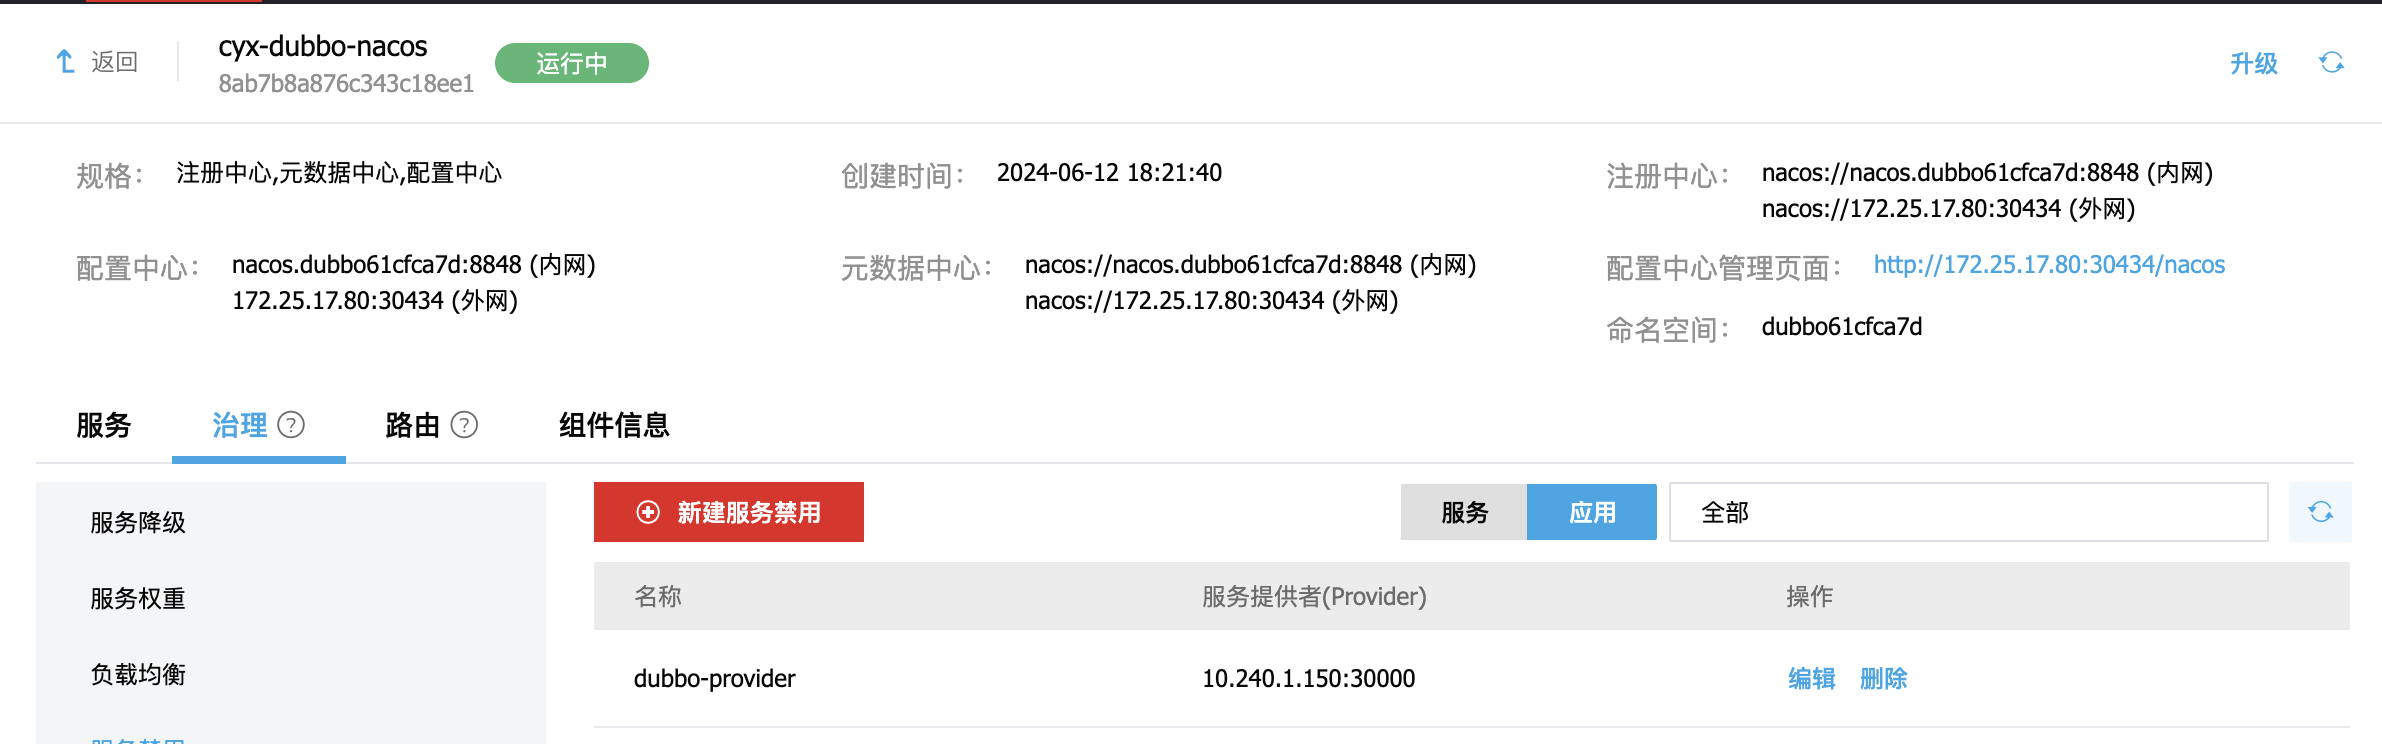 返回
cyx-dubbo-nacos
8ab7b8a876c343c18ee1
运行中
升级
规格： 注册中心,元数据中心,配置中心
创建时间： 2024-06-12 18:21:40
注册中心： nacos://nacos.dubbo61cfca7d:8848 (内网)
nacos://172.25.17.80:30434 (外网)
配置中心： nacos.dubbo61cfca7d:8848 (内网)
172.25.17.80:30434 (外网)
元数据中心： nacos://nacos.dubbo61cfca7d:8848 (内网)
nacos://172.25.17.80:30434 (外网)
配置中心管理页面： http://172.25.17.80:30434/nacos
命名空间： dubbo61cfca7d
服务 治理 ? 路由 ? 组件信息
服务降级
服务权重
负载均衡
服务禁用
新建服务禁用
服务 应用 全部
名称 服务提供者(Provider) 操作
dubbo-provider 10.240.1.150:30000 编辑 删除